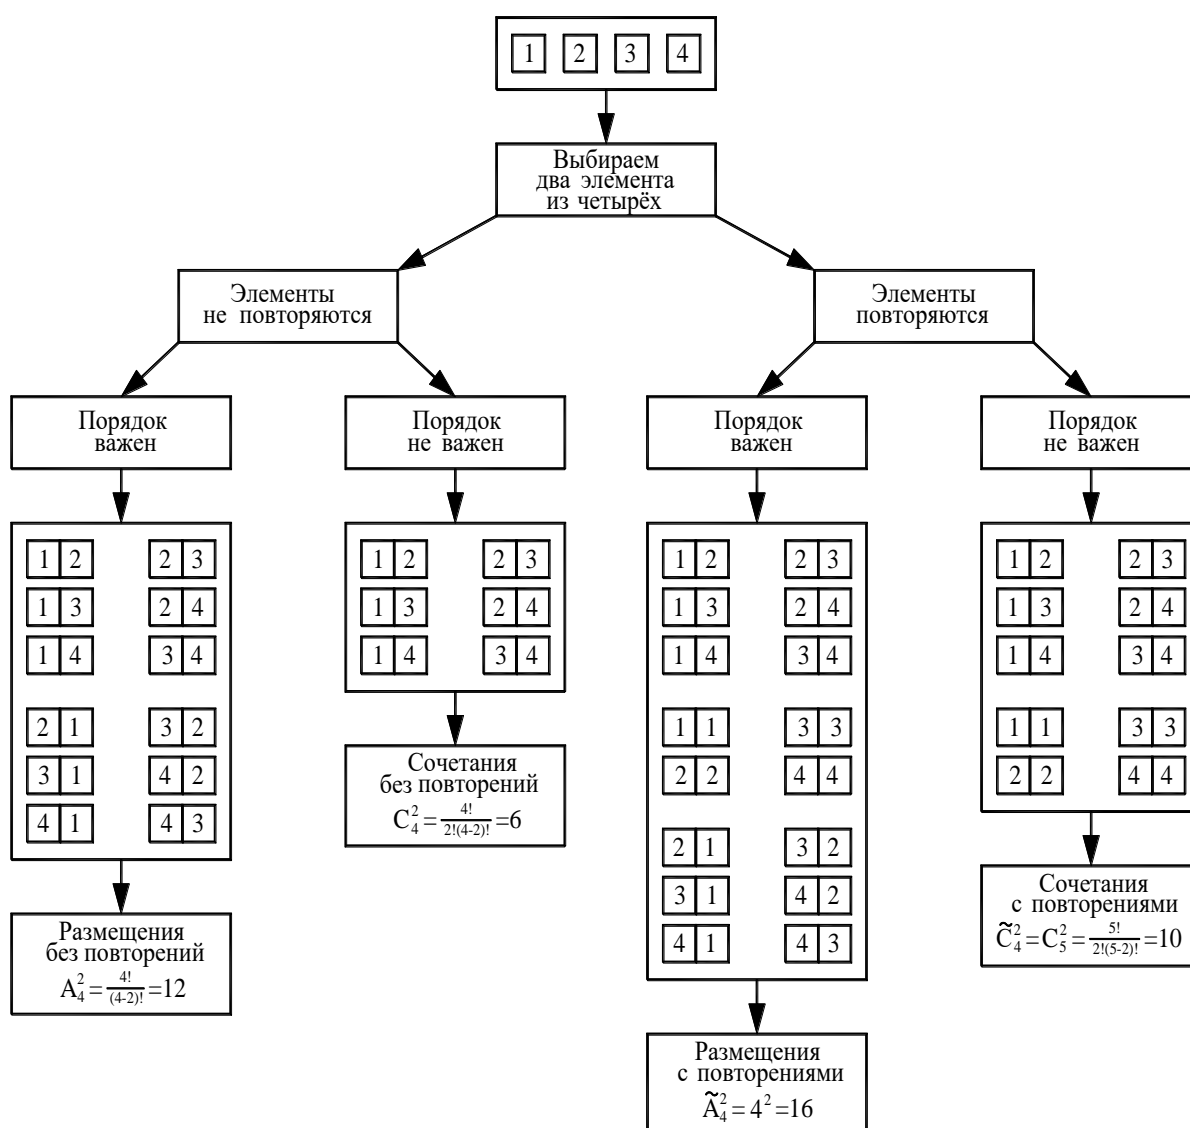 1 2 3 4
Выбираем
два элемента
из четырёх
Элементы
не повторяются
Элементы
повторяются
Порядок
важен
Порядок
не важен
Порядок
важен
Порядок
не важен
1 2 2 3
1 3 2 4
1 4 3 4
2 1 3 2
3 1 4 2
4 1 4 3
Размещения
без повторений
A₄²=4!/(4-2)!=12
1 2 2 3
1 3 2 4
1 4 3 4
Сочетания
без повторений
C₄²=4!/2!(4-2)!=6
1 2 2 3
1 3 2 4
1 4 3 4
1 1 3 3
2 2 4 4
2 1 3 2
3 1 4 2
4 1 4 3
Размещения
с повторениями
Ã₄²=4²=16
1 2 2 3
1 3 2 4
1 4 3 4
1 1 3 3
2 2 4 4
Сочетания
с повторениями
C̃₄²=C₅²=5!/2!(5-2)!=10